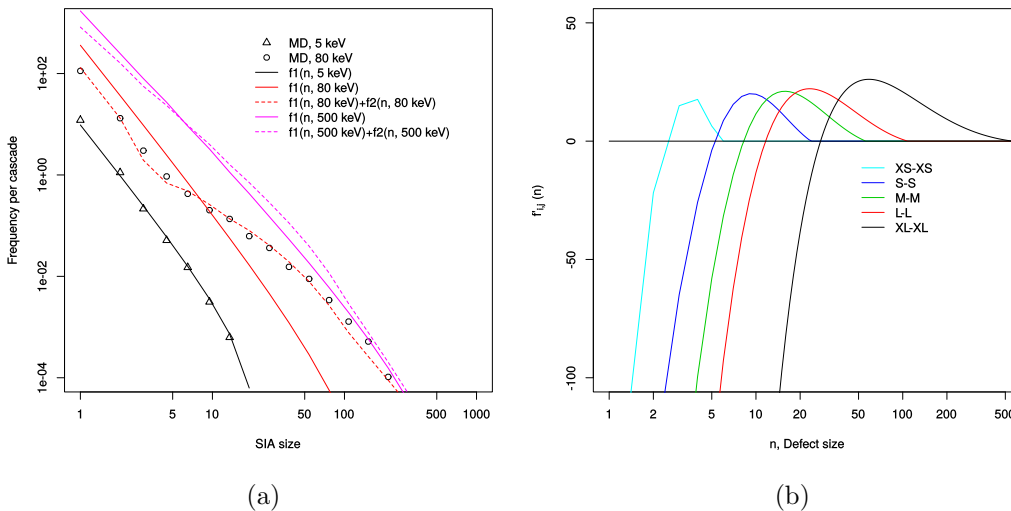 MD, 5 keV
MD, 80 keV
f1(n, 5 keV)
f1(n, 80 keV)
f1(n, 80 keV)+f2(n, 80 keV)
f1(n, 500 keV)
f1(n, 500 keV)+f2(n, 500 keV)
Frequency per cascade
1e+02
1e+00
1e-02
1e-04
1 5 10 50 100 500 1000
SIA size
(a)
f'i,j (n)
50
0
-50
-100
XS-XS
S-S
M-M
L-L
XL-XL
1 2 5 10 20 50 100 200 500
n, Defect size
(b)